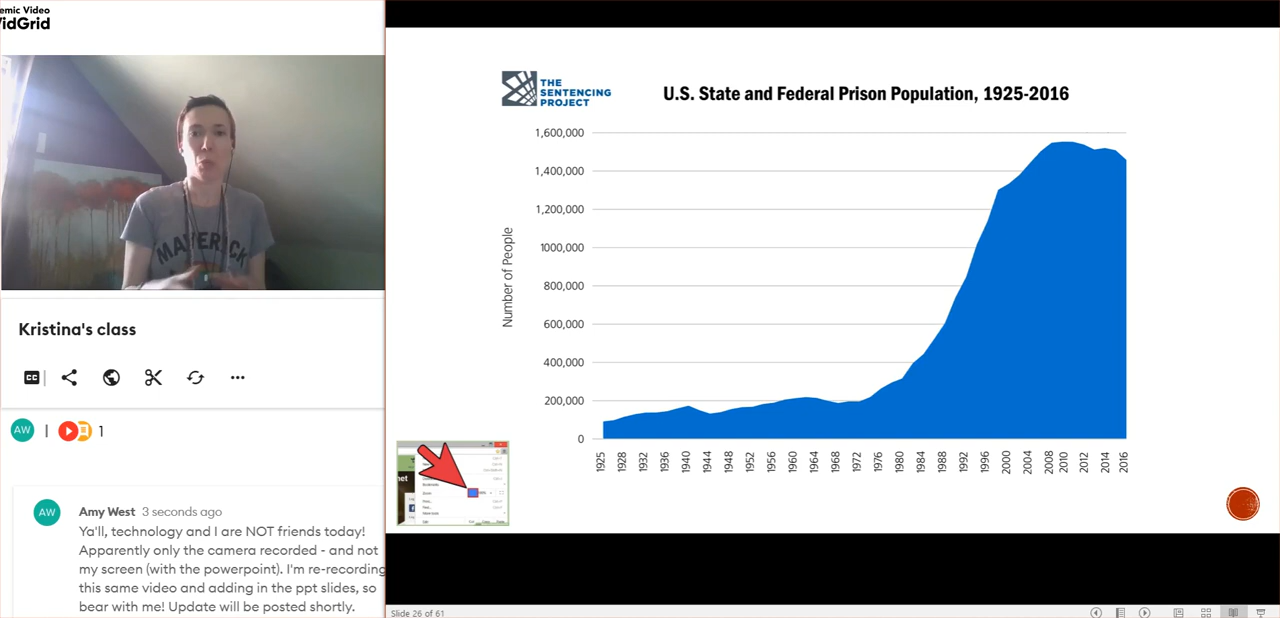 emic Video
VidGrid
MAVERICK
Kristina's class
CC
AW
1
AW
Amy West 3 seconds ago
Ya'll, technology and I are NOT friends today!
Apparently only the camera recorded - and not
my screen (with the powerpoint). I'm re-recording
this same video and adding in the ppt slides, so
bear with me! Update will be posted shortly.
THE
SENTENCING
PROJECT
U.S. State and Federal Prison Population, 1925-2016
Number of People
1,600,000
1,400,000
1,200,000
1000,000
800,000
600,000
400,000
200,000
0
1925
1928
1932
1936
1940
1944
1948
1952
1956
1960
1964
1968
1972
1976
1980
1984
1988
1992
1996
2000
2004
2008
2010
2014
2016
Slide 26 of 61